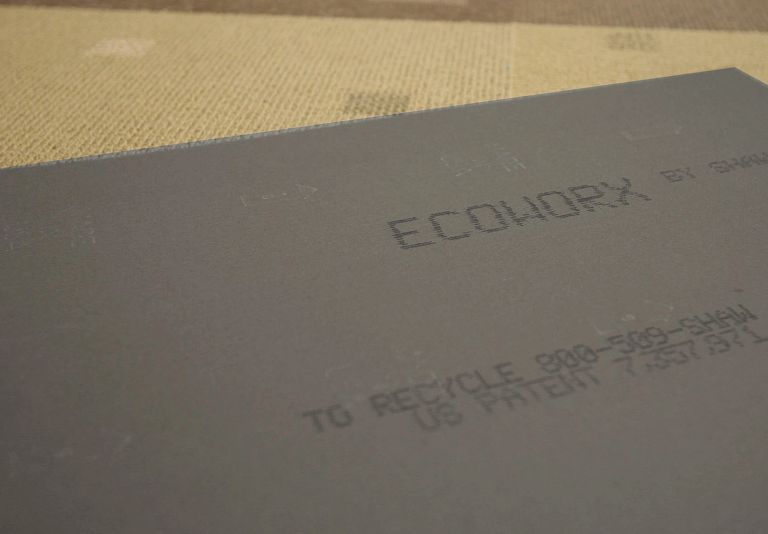 ECOWORX BY SHAW
TO RECYCLE 800-509-SHAW
US PATENT 7,357,971